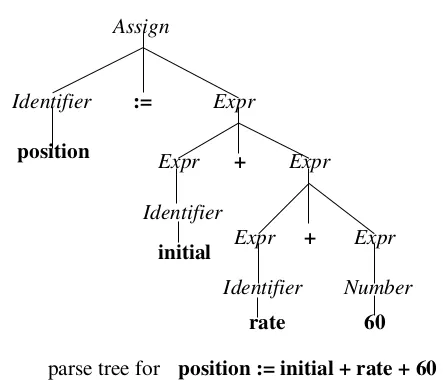 Assign
Identifier := Expr
position
Expr + Expr
Identifier
initial
Expr + Expr
Identifier Number
rate 60
parse tree for position := initial + rate + 60